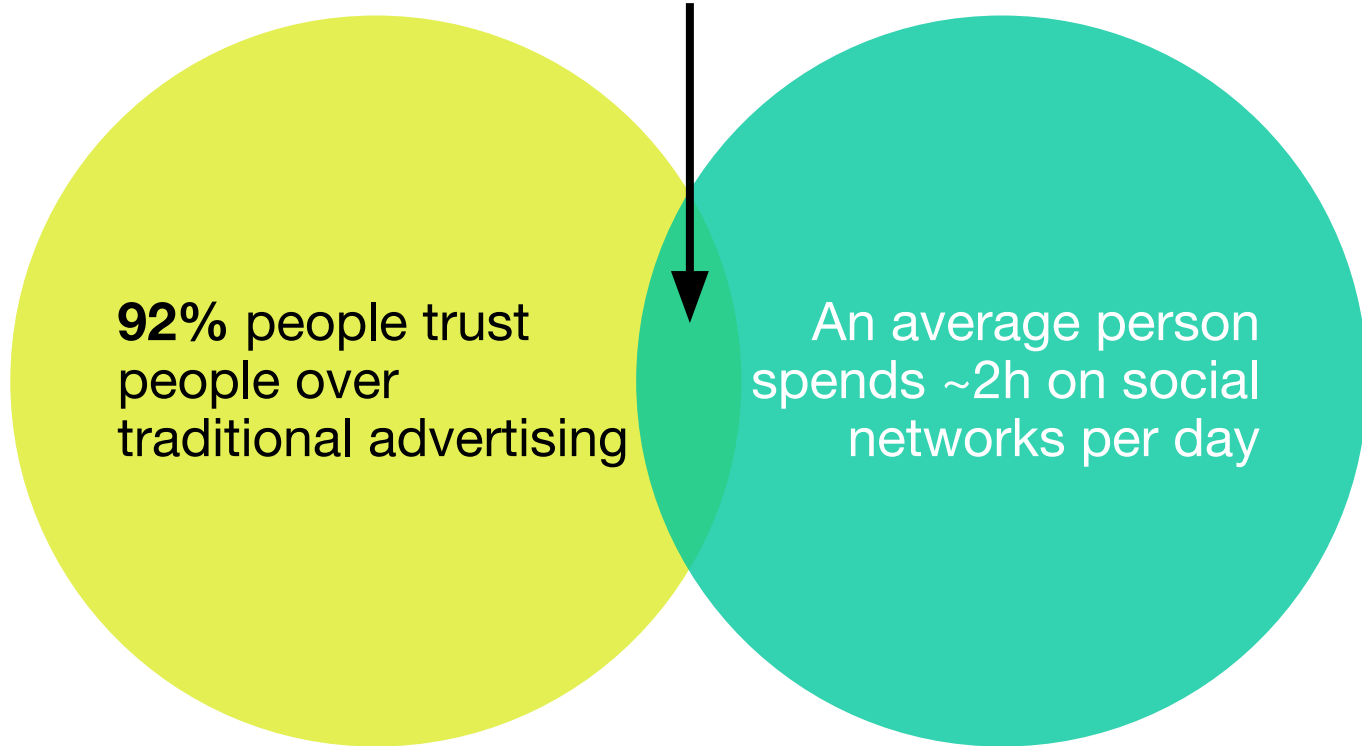 92% people trust
people over
traditional advertising
An average person
spends ~2h on social
networks per day